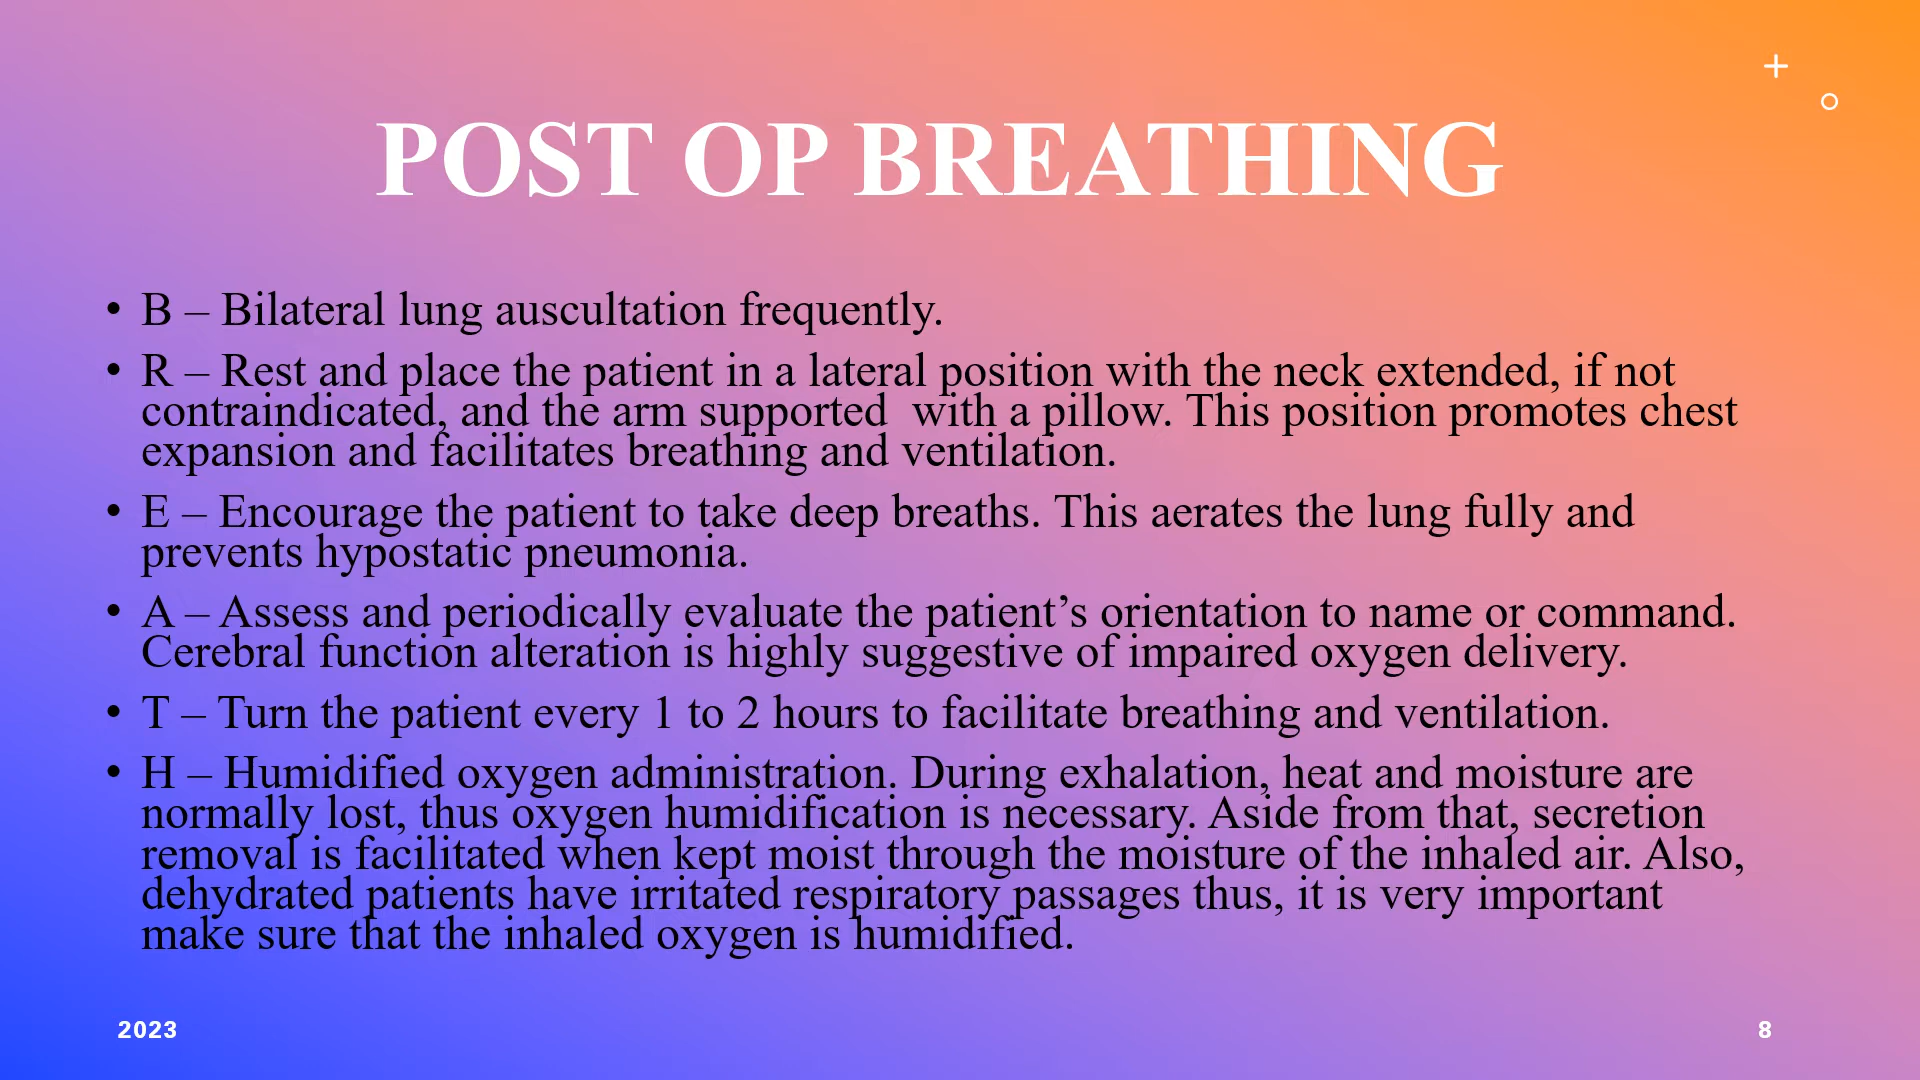 POST OP BREATHING
• B – Bilateral lung auscultation frequently.
• R – Rest and place the patient in a lateral position with the neck extended, if not
contraindicated, and the arm supported  with a pillow. This position promotes chest
expansion and facilitates breathing and ventilation.
• E – Encourage the patient to take deep breaths. This aerates the lung fully and
prevents hypostatic pneumonia.
• A – Assess and periodically evaluate the patient’s orientation to name or command.
Cerebral function alteration is highly suggestive of impaired oxygen delivery.
• T – Turn the patient every 1 to 2 hours to facilitate breathing and ventilation.
• H – Humidified oxygen administration. During exhalation, heat and moisture are
normally lost, thus oxygen humidification is necessary. Aside from that, secretion
removal is facilitated when kept moist through the moisture of the inhaled air. Also,
dehydrated patients have irritated respiratory passages thus, it is very important
make sure that the inhaled oxygen is humidified.
2023
8